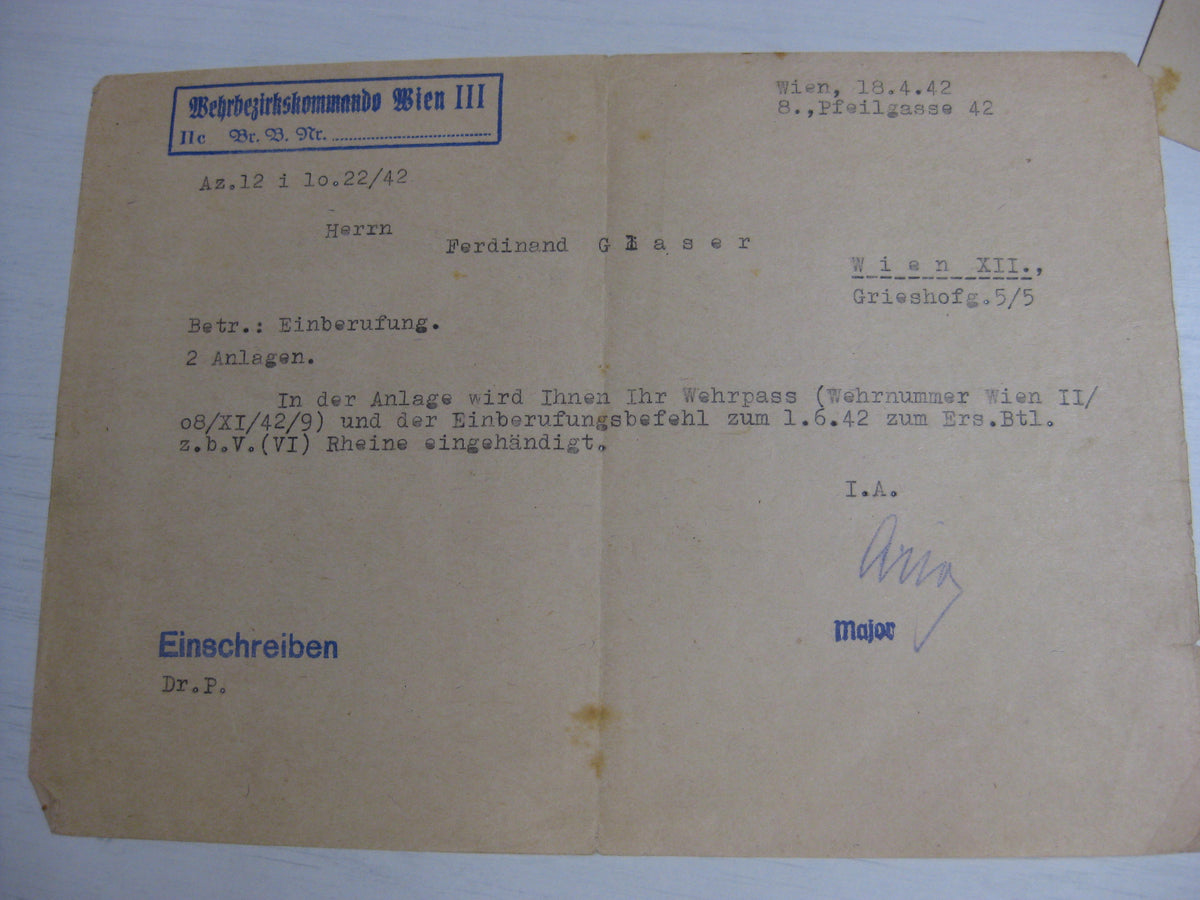 Wehrbezirkskommando Wien III
IIc Br. B. Nr. ........................
Wien, 18.4.42
8.,Pfeilgasse 42
Az.12 i 1o.22/42
Herrn
Ferdinand G l a s e r
W i e n XII.,
Grieshofg.5/5
Betr.: Einberufung.
2 Anlagen.
In der Anlage wird Ihnen Ihr Wehrpass (Wehrnummer Wien II/
o8/XI/42/9) und der Einberufungsbefehl zum 1.6.42 zum Ers.Btl.
z.b.V.(VI) Rheine eingehändigt.
I.A.
Major
Einschreiben
Dr.P.